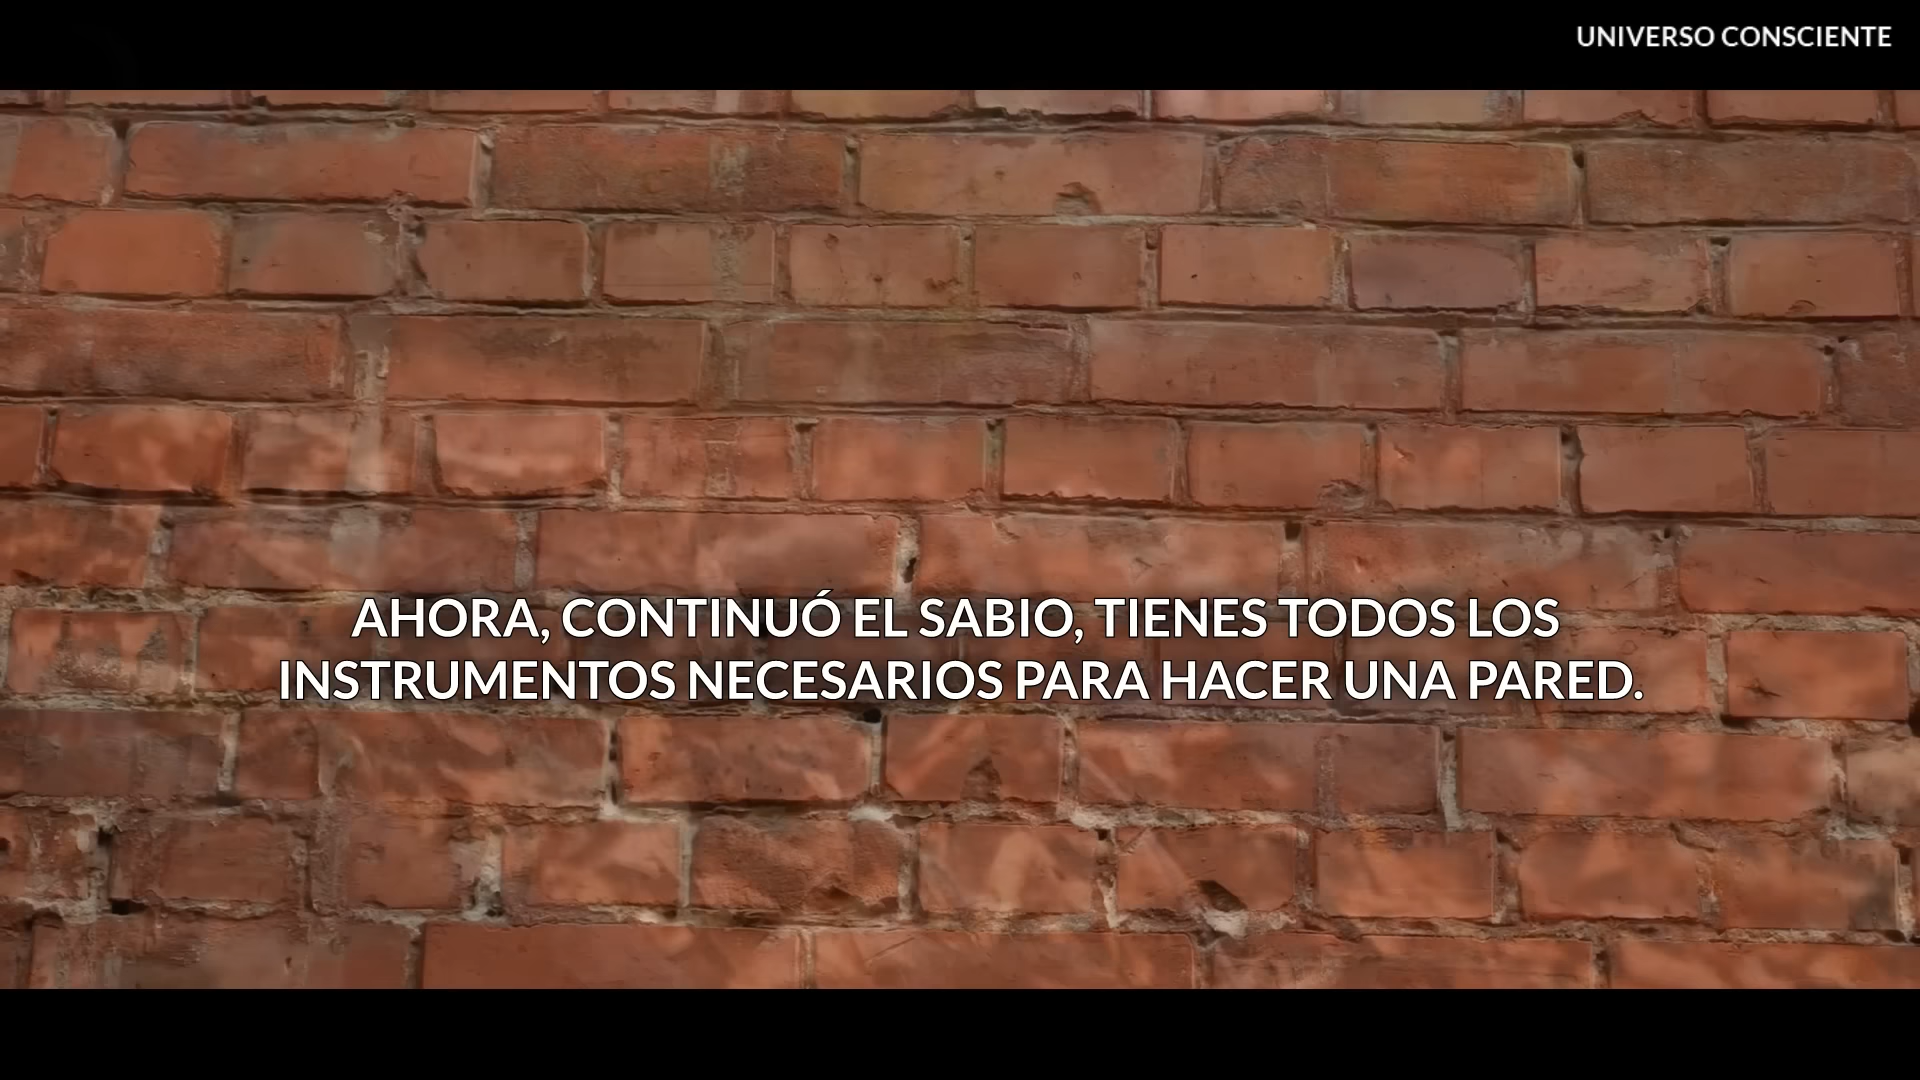 UNIVERSO CONSCIENTE
AHORA, CONTINUÓ EL SABIO, TIENES TODOS LOS
INSTRUMENTOS NECESARIOS PARA HACER UNA PARED.